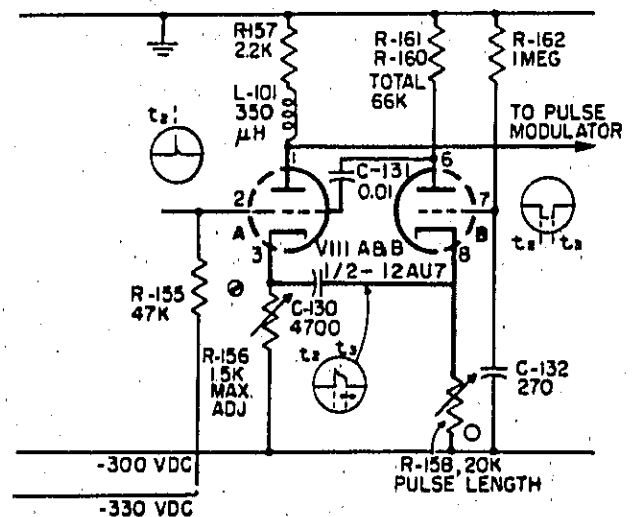 R-157
2.2K
L-101
350
μH
R-161
R-160
TOTAL
66K
R-162
1MEG
TO PULSE
MODULATOR
t₂
1
C-131
0.01
6
2
A
3
7
B
8
V111 A&B
1/2-12AU7
t₂ t₃
R-155
47K
C-130
4700
t₂ t₃
R-156
1.5K
MAX.
ADJ
C-132
270
R-158, 20K
PULSE LENGTH
-300 VDC
-330 VDC